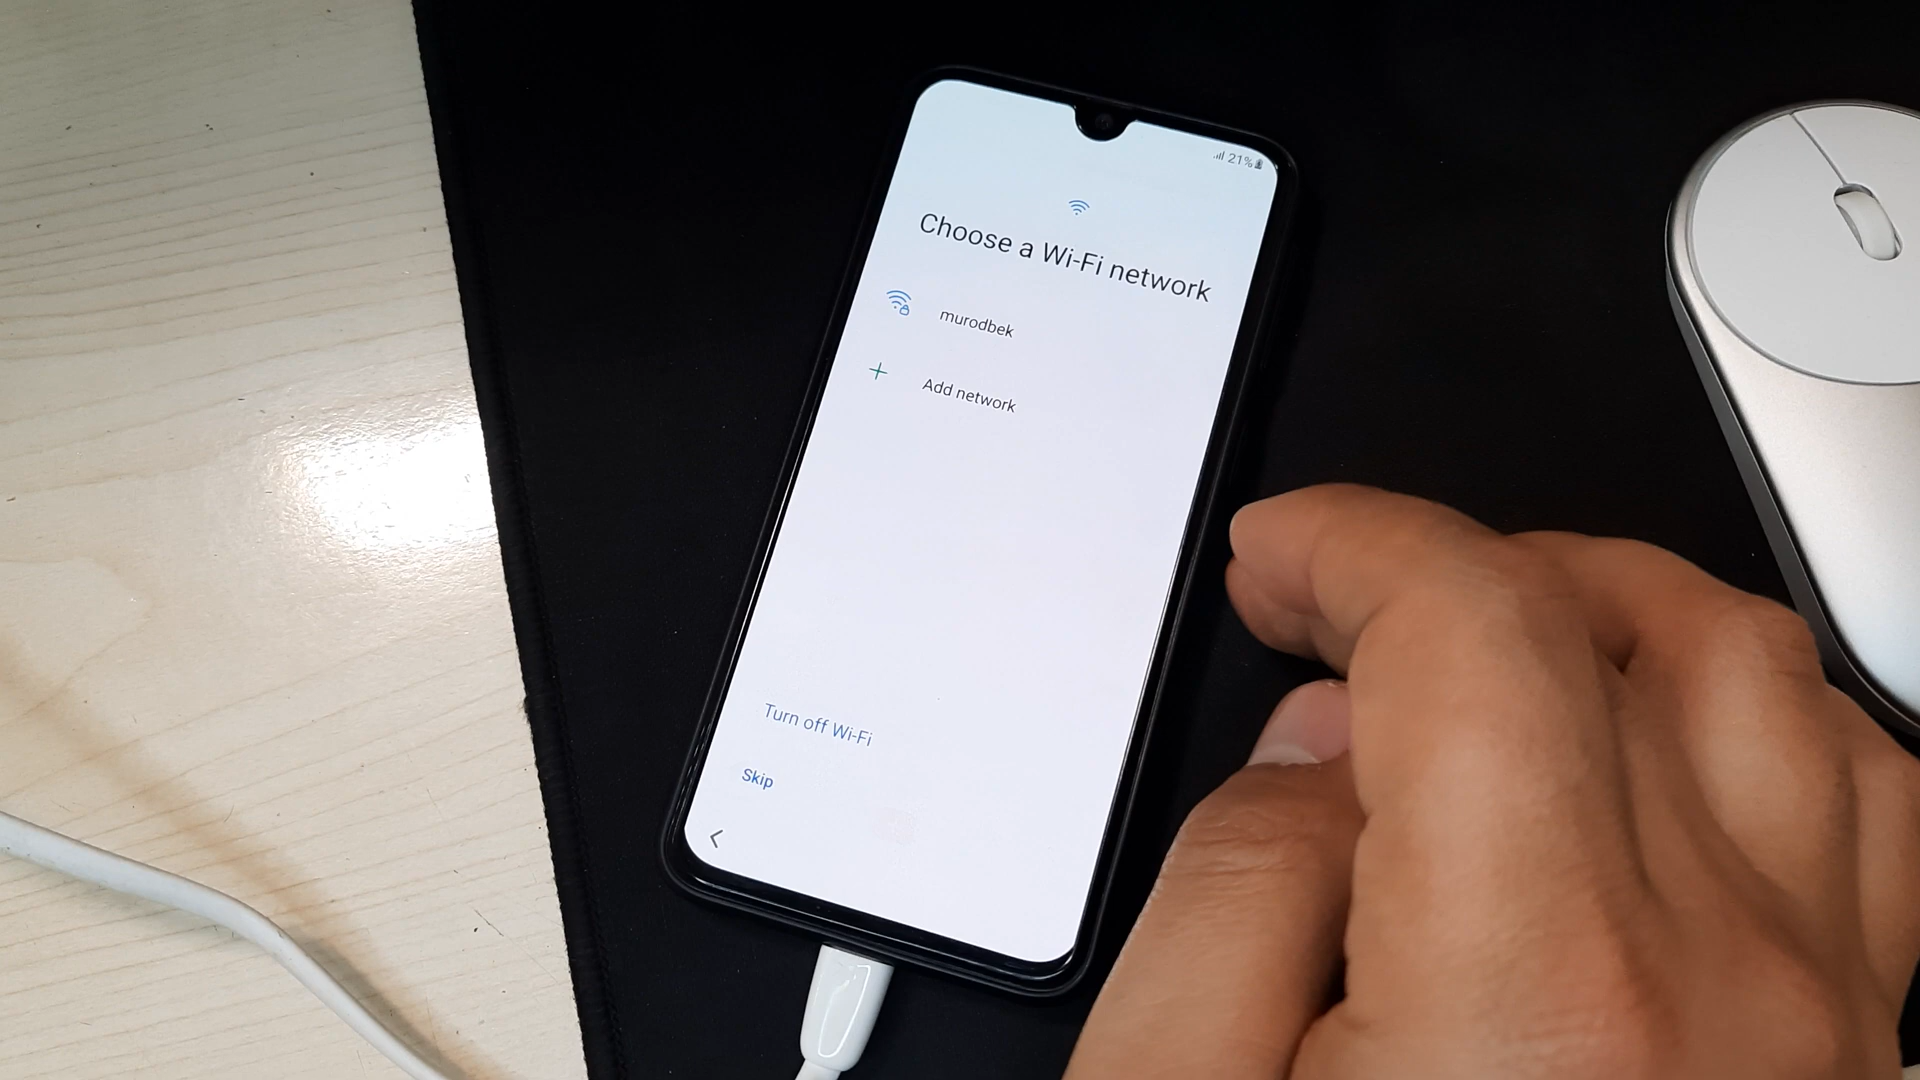 21%
Choose a Wi-Fi network
murodbek
Add network
Turn off Wi-Fi
Skip